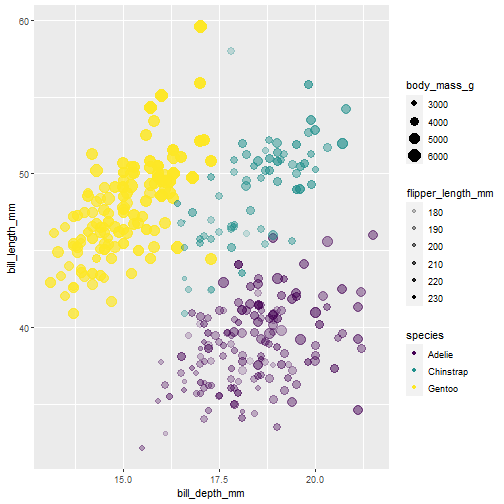 60
50
40
bill_length_mm
15.0
17.5
20.0
bill_depth_mm
body_mass_g
3000
4000
5000
6000
flipper_length_mm
180
190
200
210
220
230
species
Adelie
Chinstrap
Gentoo